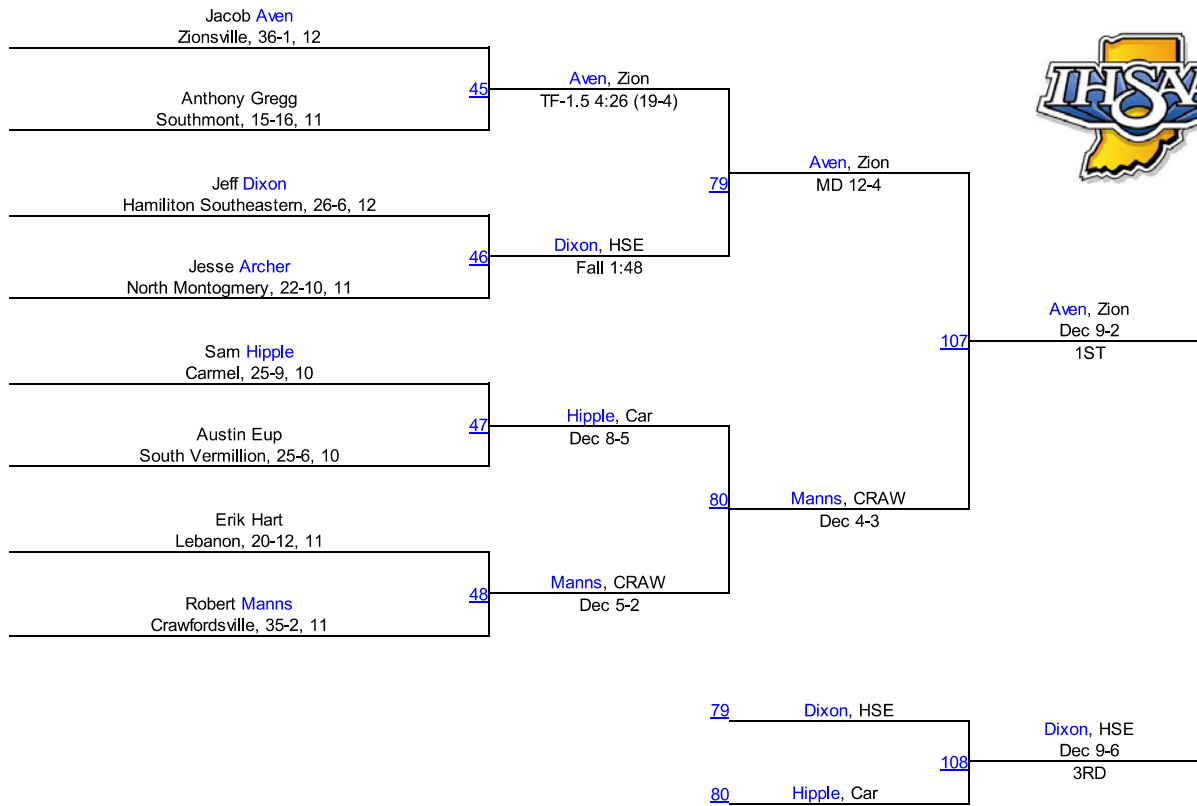 Jacob Aven
Zionsville, 36-1, 12
45
Aven, Zion
TF-1.5 4:26 (19-4)
Anthony Gregg
Southmont, 15-16, 11
IHSAA
79
Aven, Zion
MD 12-4
Jeff Dixon
Hamiliton Southeastern, 26-6, 12
46
Dixon, HSE
Fall 1:48
Jesse Archer
North Montogmery, 22-10, 11
107
Aven, Zion
Dec 9-2
1ST
Sam Hipple
Carmel, 25-9, 10
47
Hipple, Car
Dec 8-5
Austin Eup
South Vermillion, 25-6, 10
80
Manns, CRAW
Dec 4-3
Erik Hart
Lebanon, 20-12, 11
48
Manns, CRAW
Dec 5-2
Robert Manns
Crawfordsville, 35-2, 11
79
Dixon, HSE
108
Dixon, HSE
Dec 9-6
3RD
80
Hipple, Car